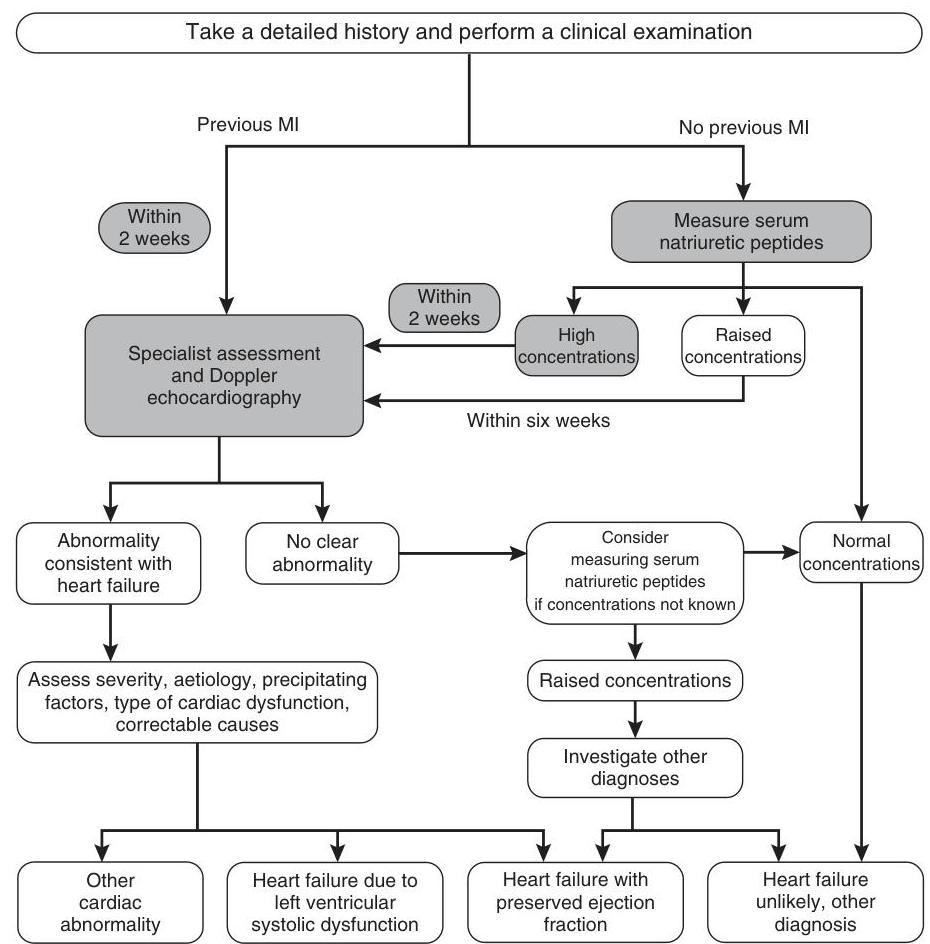 Take a detailed history and perform a clinical examination
Previous MI
No previous MI
Within
2 weeks
Measure serum
natriuretic peptides
Within
2 weeks
High
concentrations
Raised
concentrations
Specialist assessment
and Doppler
echocardiography
Within six weeks
Abnormality
consistent with
heart failure
No clear
abnormality
Consider
measuring serum
natriuretic peptides
if concentrations not known
Normal
concentrations
Assess severity, aetiology, precipitating
factors, type of cardiac dysfunction,
correctable causes
Raised concentrations
Investigate other
diagnoses
Other
cardiac
abnormality
Heart failure due to
left ventricular
systolic dysfunction
Heart failure with
preserved ejection
fraction
Heart failure
unlikely, other
diagnosis